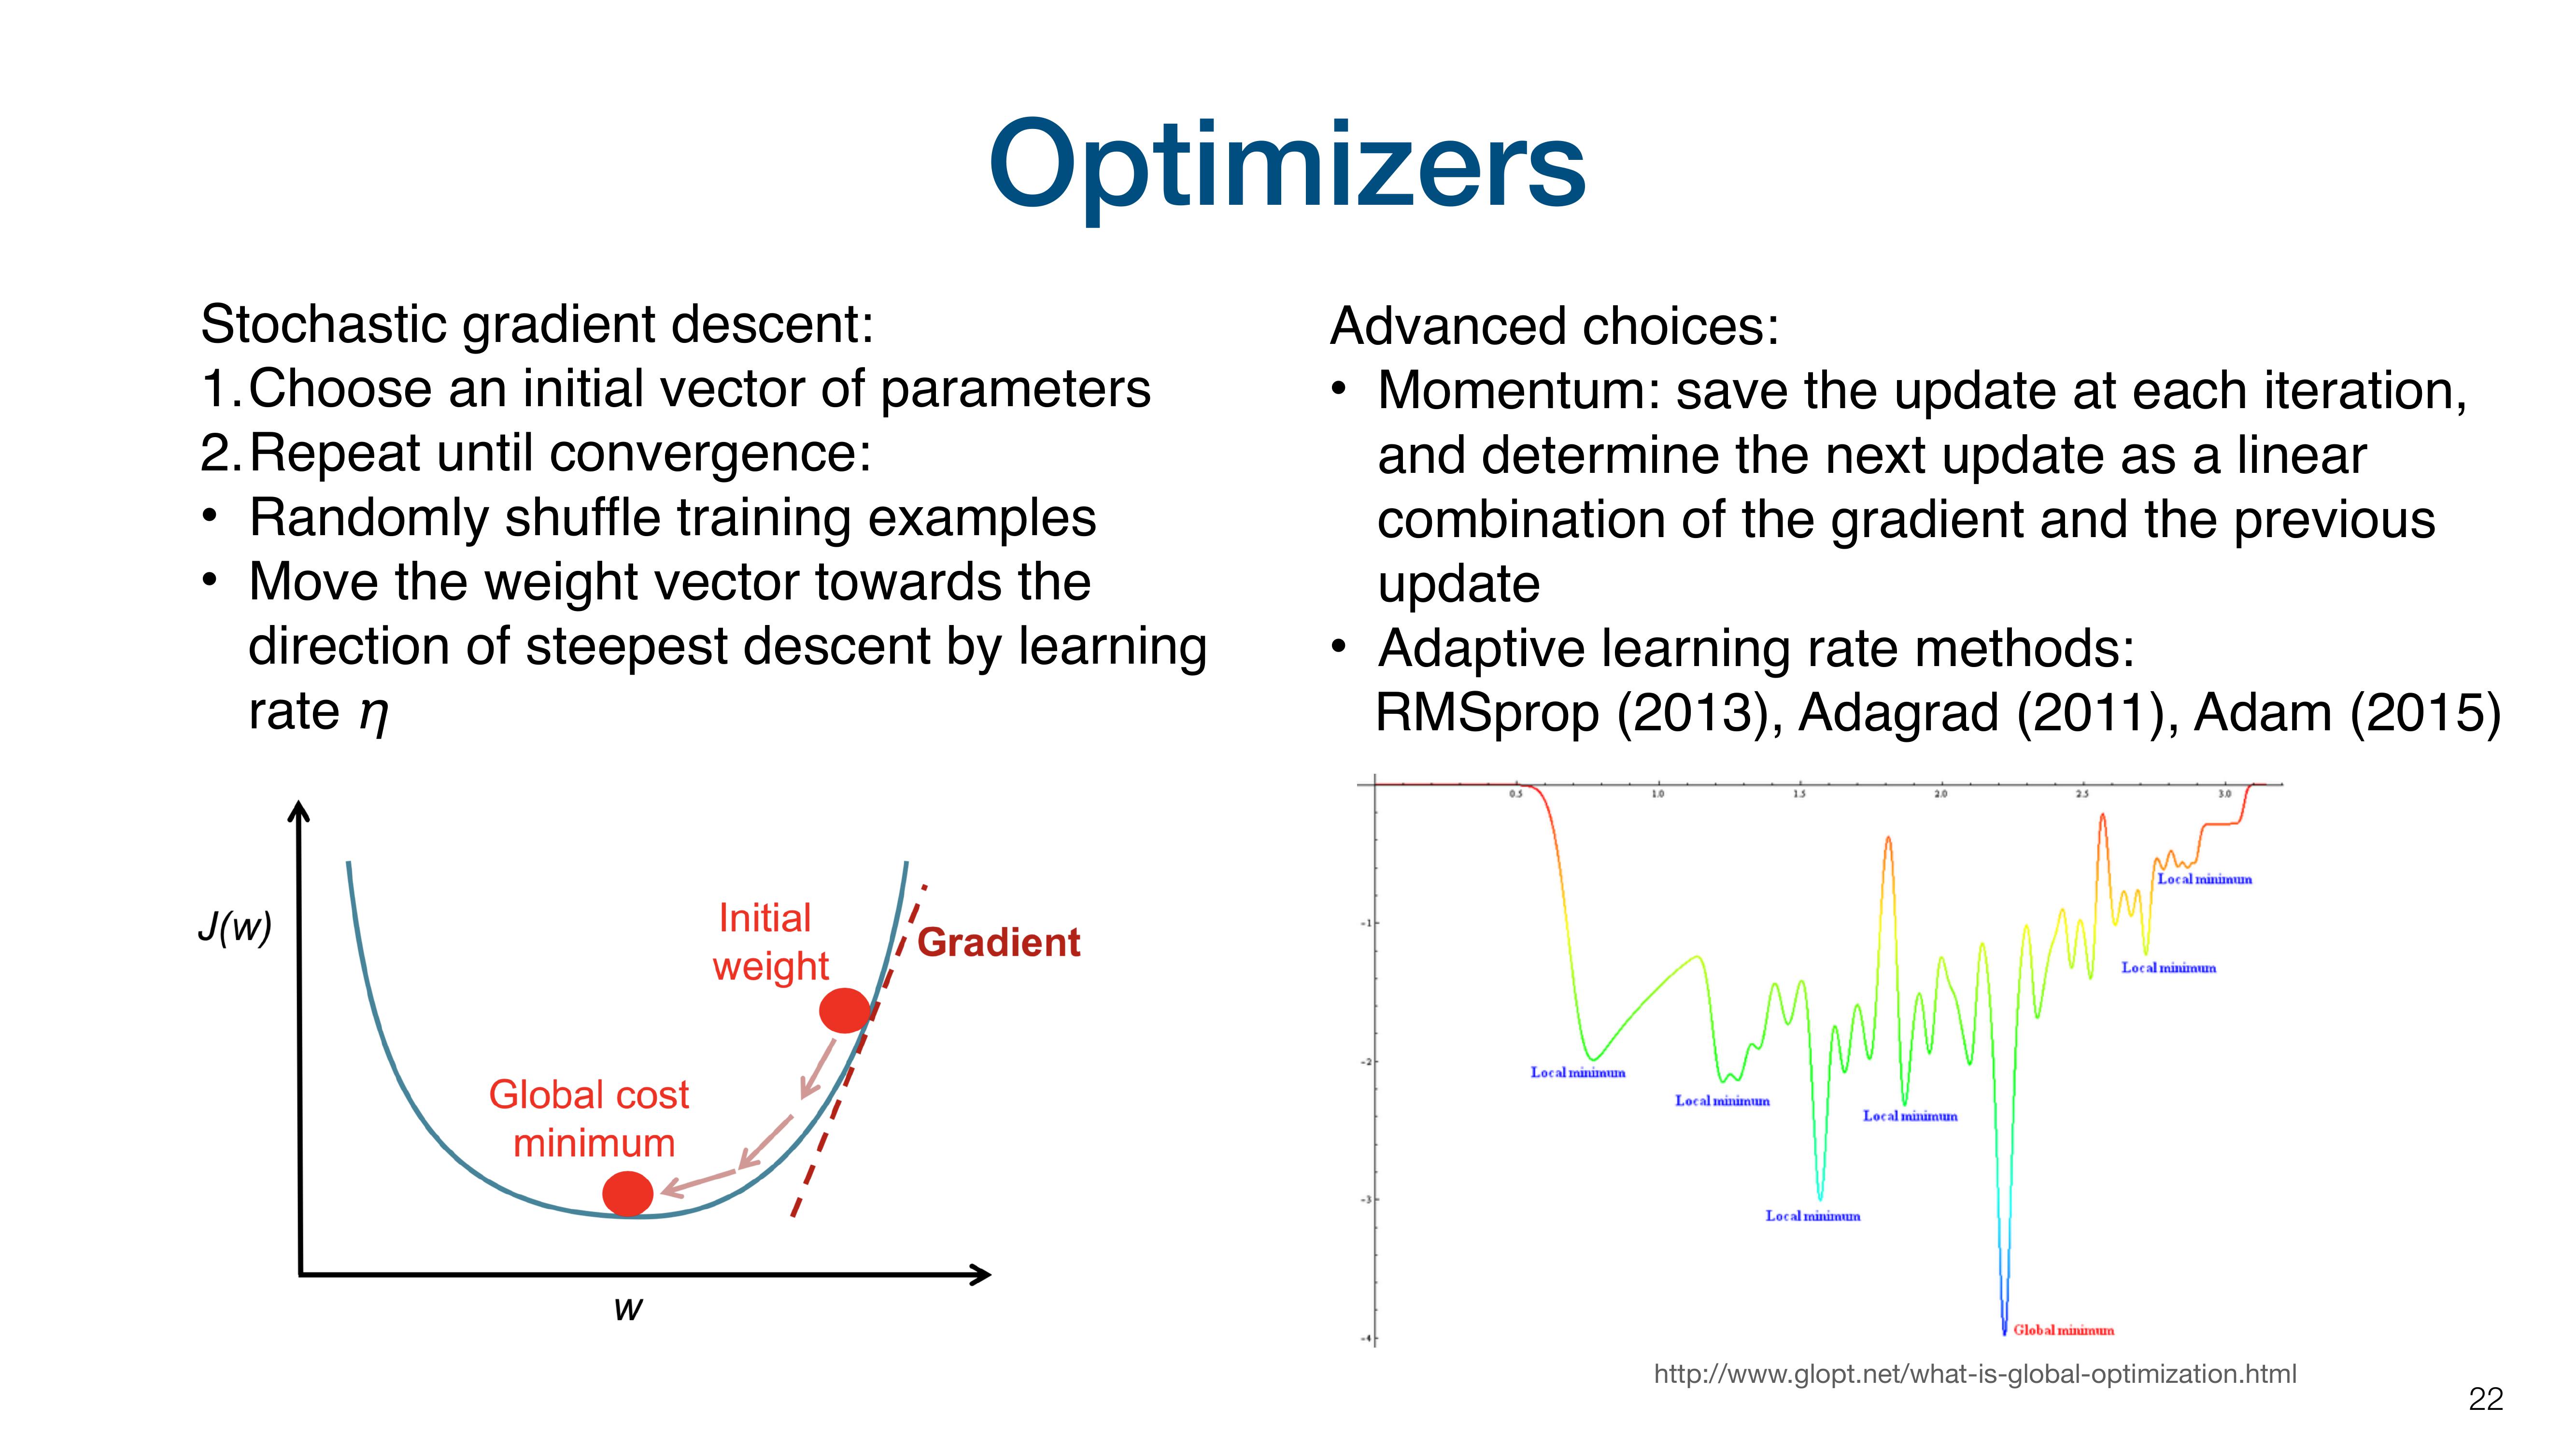 Optimizers
Stochastic gradient descent:
1. Choose an initial vector of parameters
2. Repeat until convergence:
• Randomly shuffle training examples
• Move the weight vector towards the
direction of steepest descent by learning
rate η
Advanced choices:
• Momentum: save the update at each iteration,
and determine the next update as a linear
combination of the gradient and the previous
update
• Adaptive learning rate methods:
RMSprop (2013), Adagrad (2011), Adam (2015)
J(w)
Initial
weight
Gradient
Global cost
minimum
w
0.5 1.0 1.5 2.0 2.5 3.0
Local minimum
-1
Local minimum
-2
Local minimum
Local minimum
Local minimum
-3
Local minimum
-4
Global minimum
http://www.glopt.net/what-is-global-optimization.html
22